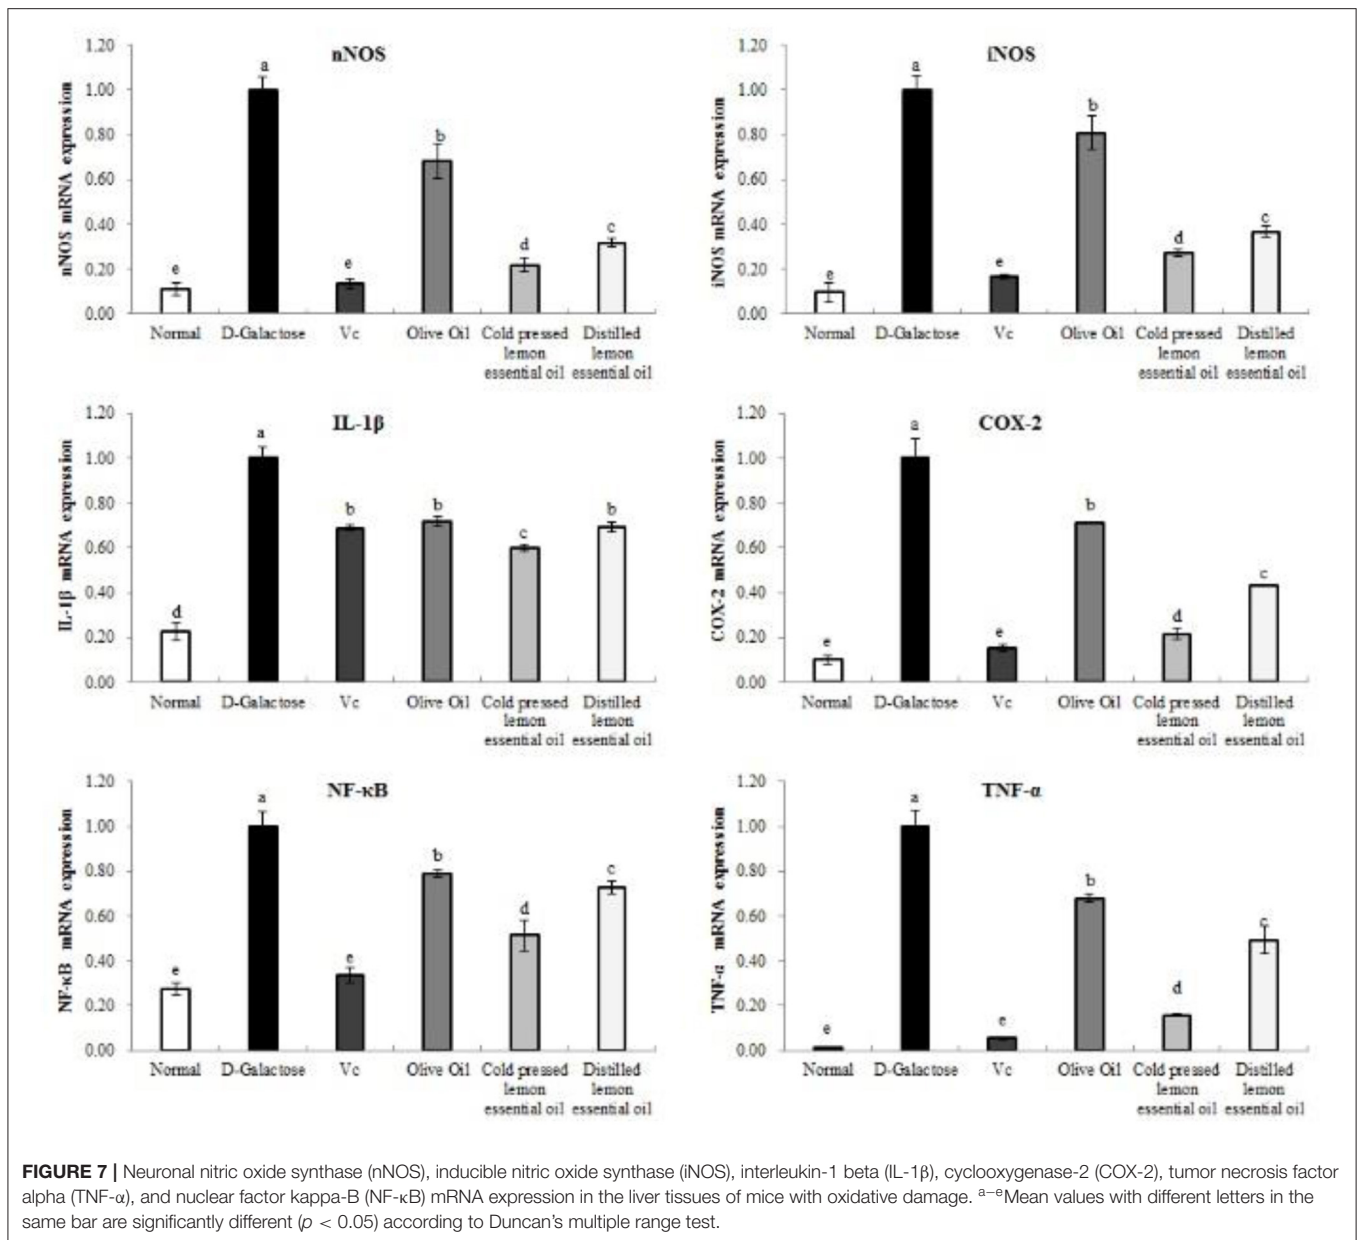 nNOS
nNOS mRNA expression
1.20
1.00
0.80
0.60
0.40
0.20
0.00
e
a
e
b
d
c
Normal D-Galactose Vc Olive Oil Cold pressed lemon essential oil Distilled lemon essential oil
iNOS
iNOS mRNA expression
1.20
1.00
0.80
0.60
0.40
0.20
0.00
e
a
e
b
d
c
Normal D-Galactose Vc Olive Oil Cold pressed lemon essential oil Distilled lemon essential oil
IL-1β
IL-1β mRNA expression
1.20
1.00
0.80
0.60
0.40
0.20
0.00
d
a
b
b
c
b
Normal D-Galactose Vc Olive Oil Cold pressed lemon essential oil Distilled lemon essential oil
COX-2
COX-2 mRNA expression
1.20
1.00
0.80
0.60
0.40
0.20
0.00
e
a
e
b
d
c
Normal D-Galactose Vc Olive Oil Cold pressed lemon essential oil Distilled lemon essential oil
NF-κB
NF-κB mRNA expression
1.20
1.00
0.80
0.60
0.40
0.20
0.00
e
a
e
b
d
c
Normal D-Galactose Vc Olive Oil Cold pressed lemon essential oil Distilled lemon essential oil
TNF-α
TNF-α mRNA expression
1.20
1.00
0.80
0.60
0.40
0.20
0.00
e
a
e
b
d
c
Normal D-Galactose Vc Olive Oil Cold pressed lemon essential oil Distilled lemon essential oil
FIGURE 7 | Neuronal nitric oxide synthase (nNOS), inducible nitric oxide synthase (iNOS), interleukin-1 beta (IL-1β), cyclooxygenase-2 (COX-2), tumor necrosis factor
alpha (TNF-α), and nuclear factor kappa-B (NF-κB) mRNA expression in the liver tissues of mice with oxidative damage. a–eMean values with different letters in the
same bar are significantly different (p < 0.05) according to Duncan's multiple range test.